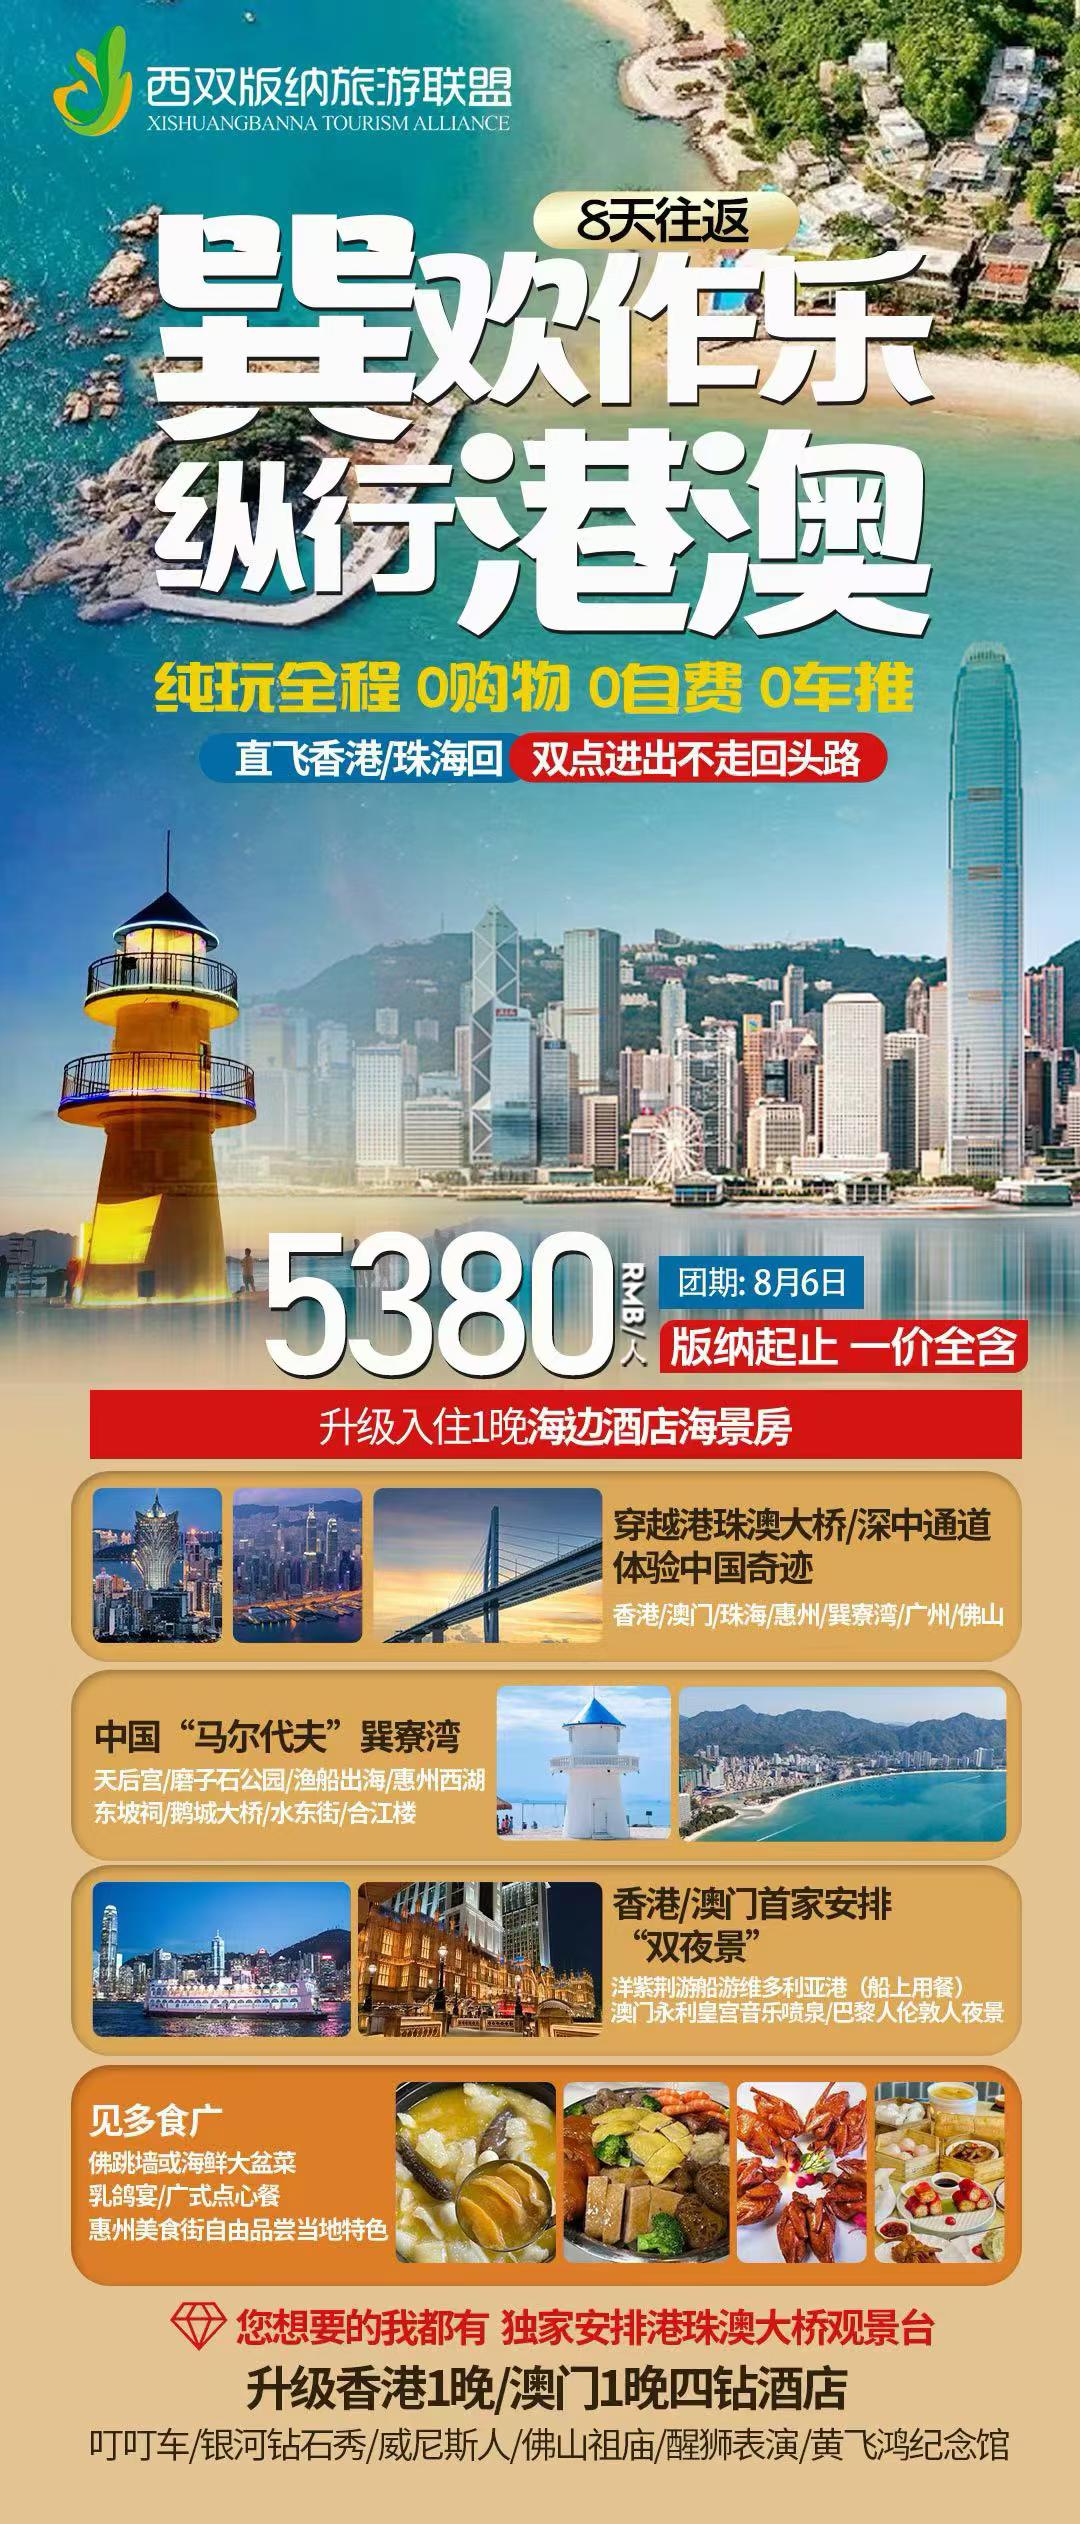 西双版纳旅游联盟
XISHUANGBANNA TOURISM ALLIANCE
8天往返
巽欢作乐
纵行港澳
纯玩全程 0购物 0自费 0车推
直飞香港/珠海回 双点进出不走回头路
5380 RMB/人
团期: 8月6日
版纳起止 一价全含
升级入住1晚海边酒店海景房
穿越港珠澳大桥/深中通道
体验中国奇迹
香港/澳门/珠海/惠州/巽寮湾/广州/佛山
中国“马尔代夫”巽寮湾
天后宫/磨子石公园/渔船出海/惠州西湖
东坡祠/鹅城大桥/水东街/合江楼
香港/澳门首家安排
“双夜景”
洋紫荆游船游维多利亚港（船上用餐）
澳门永利皇宫音乐喷泉/巴黎人伦敦人夜景
见多食广
佛跳墙或海鲜大盆菜
乳鸽宴/广式点心餐
惠州美食街自由品尝当地特色
您想要的我都有 独家安排港珠澳大桥观景台
升级香港1晚/澳门1晚四钻酒店
叮叮车/银河钻石秀/威尼斯人/佛山祖庙/醒狮表演/黄飞鸿纪念馆